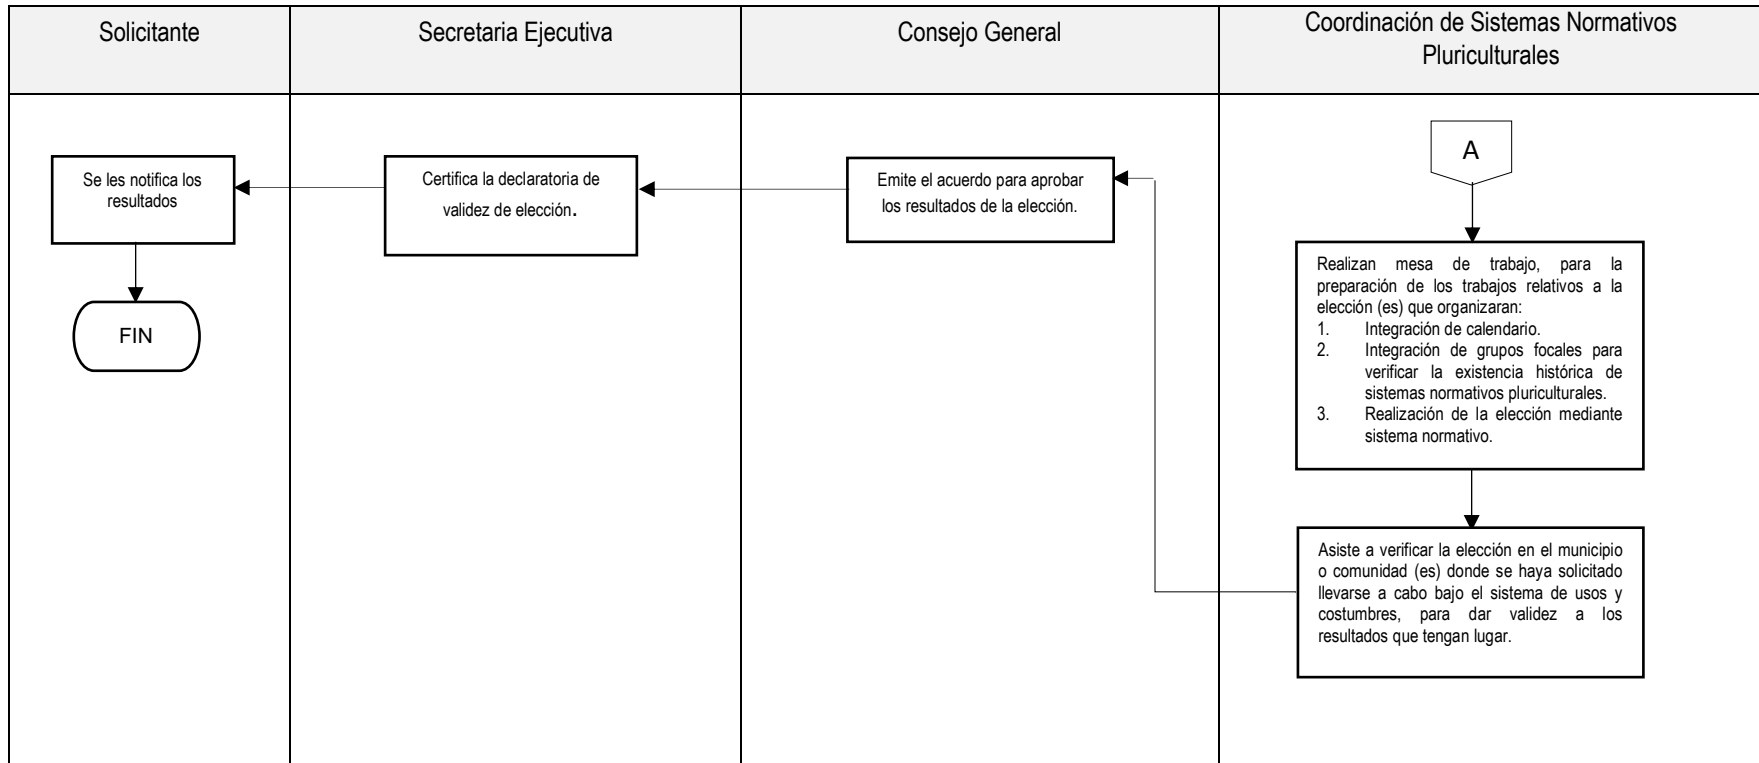 Solicitante
Secretaria Ejecutiva
Consejo General
Coordinación de Sistemas Normativos
Pluriculturales
Se les notifica los
resultados
FIN
Certifica la declaratoria de
validez de elección.
Emite el acuerdo para aprobar
los resultados de la elección.
A
Realizan mesa de trabajo, para la
preparación de los trabajos relativos a la
elección (es) que organizaran:
1. Integración de calendario.
2. Integración de grupos focales para
verificar la existencia histórica de
sistemas normativos pluriculturales.
3. Realización de la elección mediante
sistema normativo.
Asiste a verificar la elección en el municipio
o comunidad (es) donde se haya solicitado
llevarse a cabo bajo el sistema de usos y
costumbres, para dar validez a los
resultados que tengan lugar.